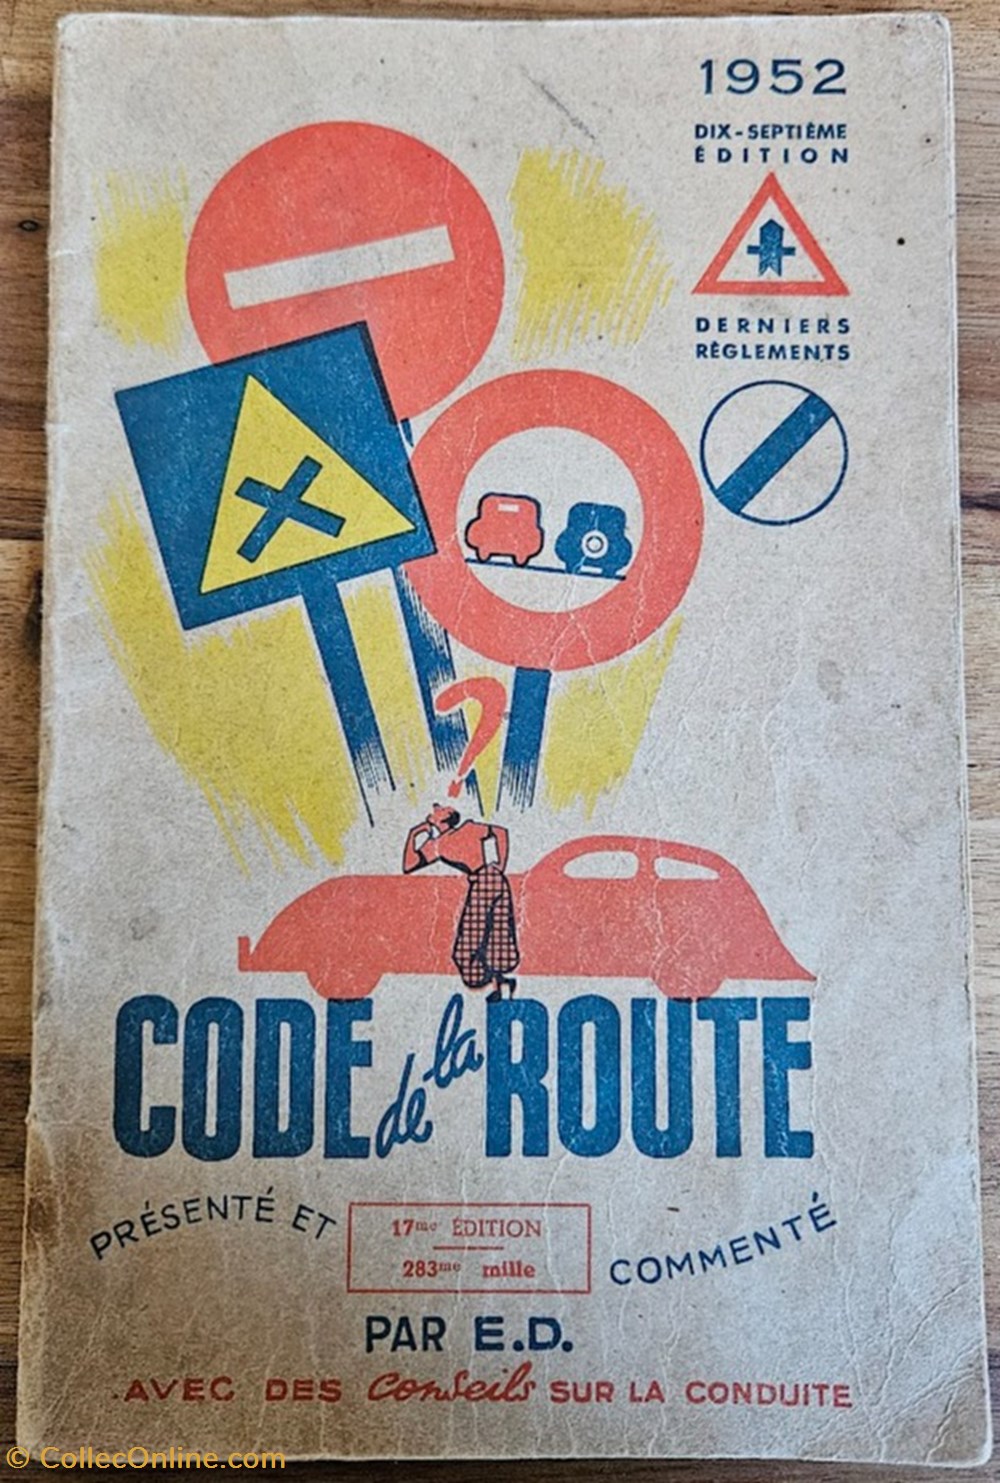 1952
DIX-SEPTIÈME
ÉDITION
DERNIERS
RÈGLEMENTS
?
CODE de la ROUTE
PRÉSENTÉ ET
17me ÉDITION
283me mille
COMMENTÉ
PAR E.D.
AVEC DES conseils SUR LA CONDUITE
© CollecOnline.com